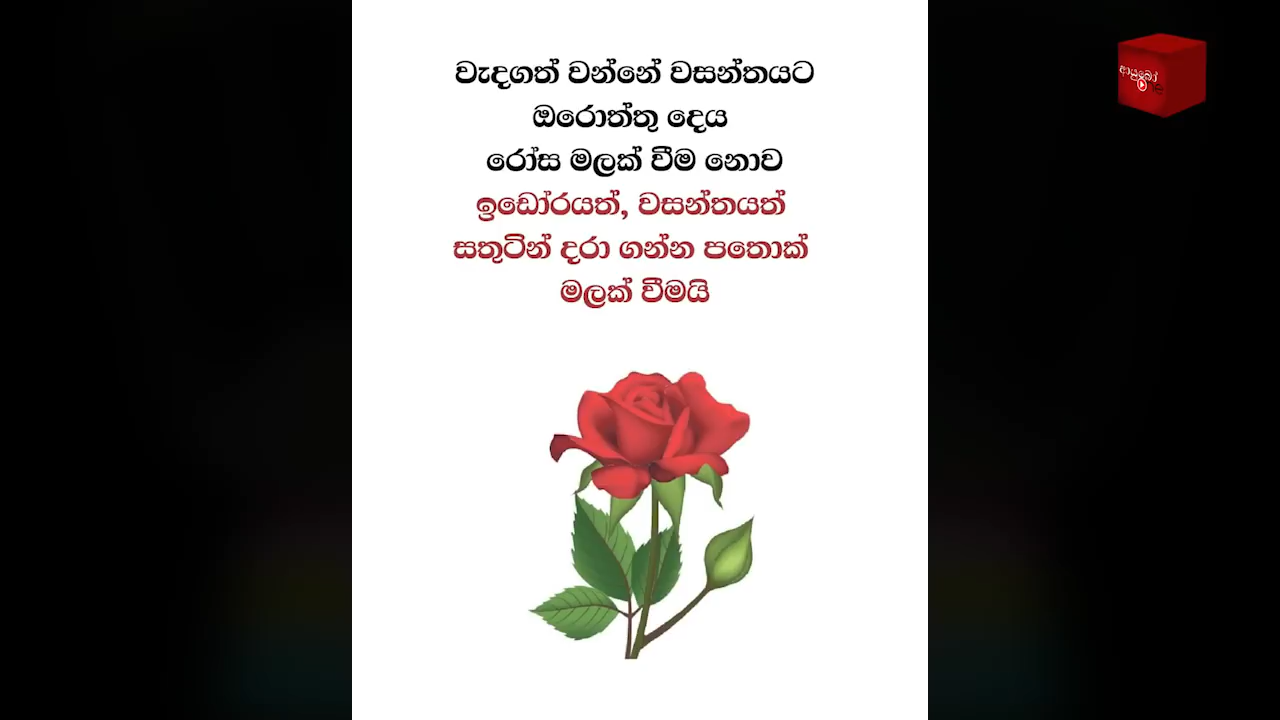 වැදගත් වන්නේ වසන්තයට
ඔරොත්තු දෙය
රෝස මලක් වීම නොව
ඉඩෝරයත්, වසන්තයත්
සතුටින් දරා ගන්න පතොක්
මලක් වීමයි